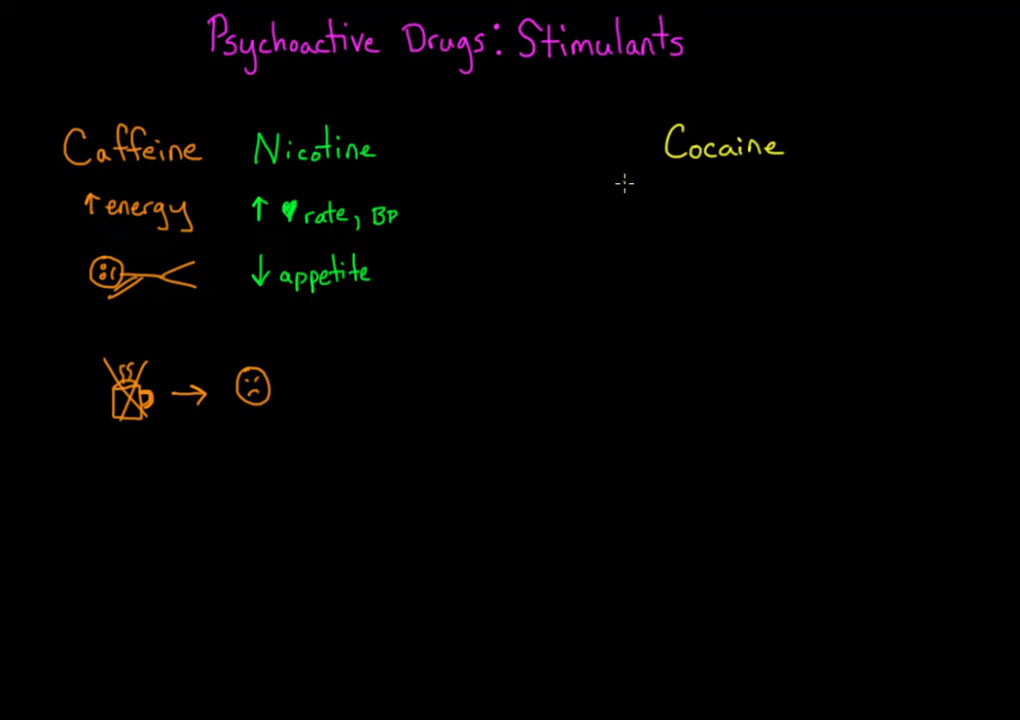 Psychoactive Drugs: Stimulants
Caffeine Nicotine Cocaine
↑ energy ↑ ♥ rate, BP
↓ appetite